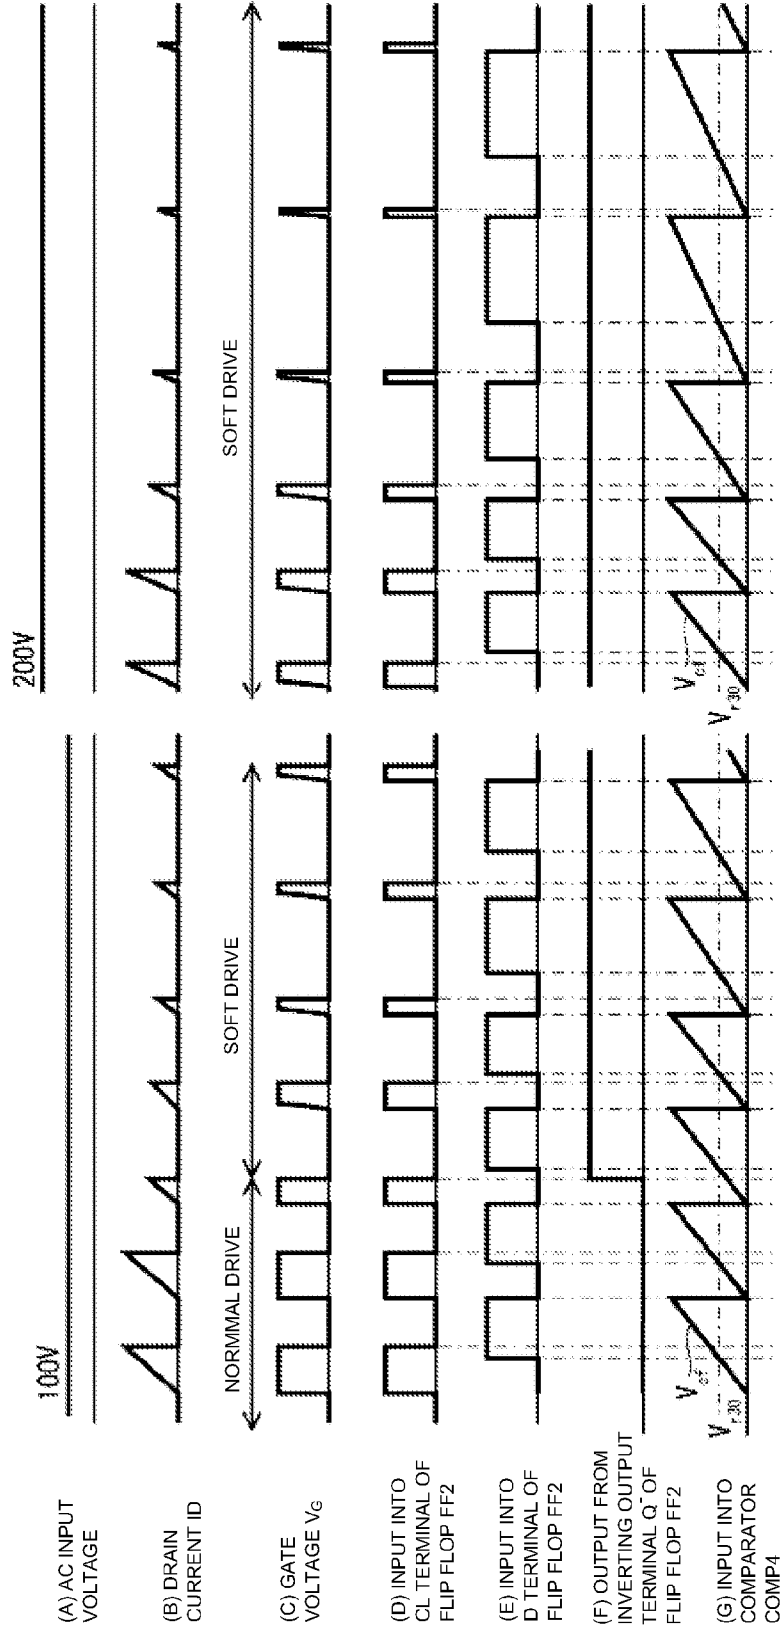 (A) AC INPUT
VOLTAGE
100V
200V
(B) DRAIN
CURRENT ID
NORMMAL DRIVE
SOFT DRIVE
SOFT DRIVE
(C) GATE
VOLTAGE VG
(D) INPUT INTO
CL TERMINAL OF
FLIP FLOP FF2
(E) INPUT INTO
D TERMINAL OF
FLIP FLOP FF2
(F) OUTPUT FROM
INVERTING OUTPUT
TERMINAL Q¯ OF
FLIP FLOP FF2
(G) INPUT INTO
COMPARATOR
COMP4
Vcf
Vr30
Vcf
Vr30